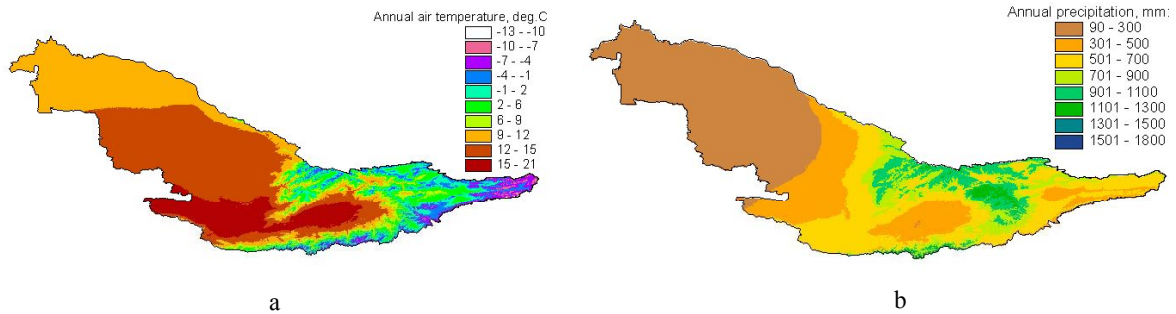 Annual air temperature, deg.C
-13 - -10
-10 - -7
-7 - -4
-4 - -1
-1 - 2
2 - 6
6 - 9
9 - 12
12 - 15
15 - 21
a
Annual precipitation, mm:
90 - 300
301 - 500
501 - 700
701 - 900
901 - 1100
1101 - 1300
1301 - 1500
1501 - 1800
b